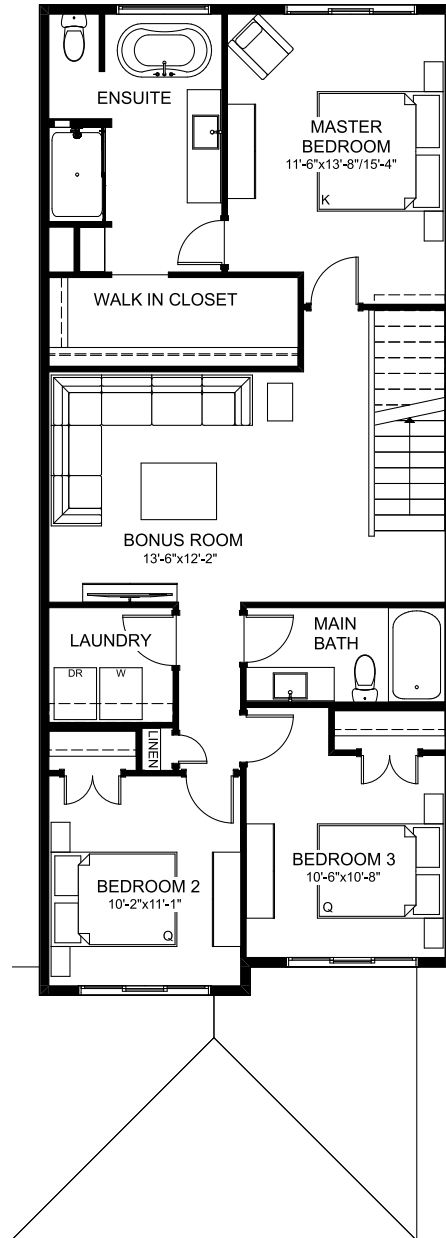 ENSUITE
MASTER
BEDROOM
11'-6"x13'-8"/15'-4"
K
WALK IN CLOSET
BONUS ROOM
13'-6"x12'-2"
LAUNDRY
DR
W
MAIN
BATH
LINEN
BEDROOM 2
10'-2"x11'-1"
Q
BEDROOM 3
10'-6"x10'-8"
Q